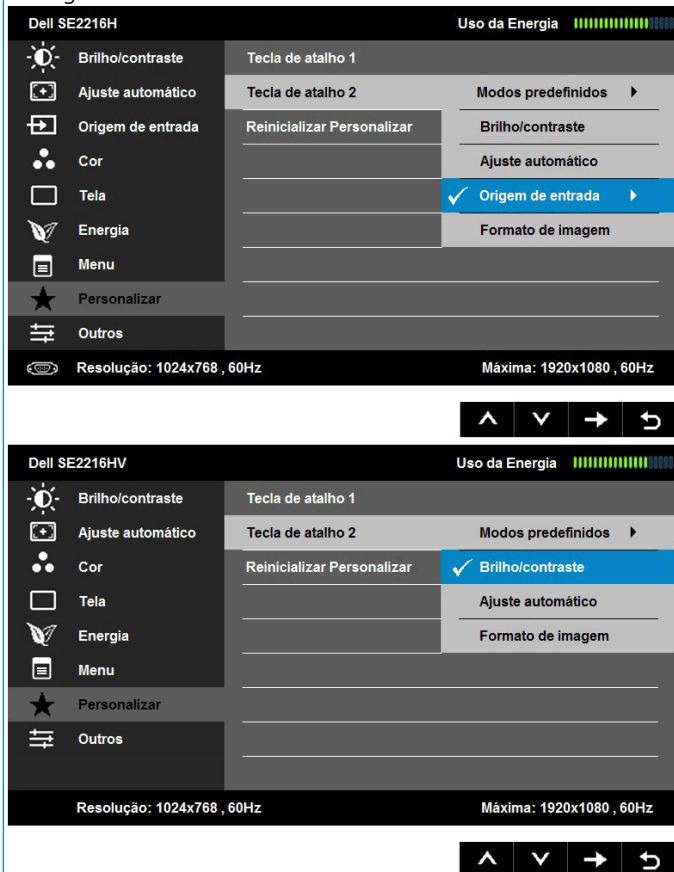 Dell SE2216H Uso da Energia
Brilho/contraste Tecla de atalho 1
Ajuste automático Tecla de atalho 2 Modos predefinidos
Origem de entrada Reinicializar Personalizar Brilho/contraste
Cor Ajuste automático
Tela Origem de entrada
Energia Formato de imagem
Menu
Personalizar
Outros
Resolução: 1024x768 , 60Hz Máxima: 1920x1080 , 60Hz
Dell SE2216HV Uso da Energia
Brilho/contraste Tecla de atalho 1
Ajuste automático Tecla de atalho 2 Modos predefinidos
Cor Reinicializar Personalizar Brilho/contraste
Tela Ajuste automático
Energia Formato de imagem
Menu
Personalizar
Outros
Resolução: 1024x768 , 60Hz Máxima: 1920x1080 , 60Hz